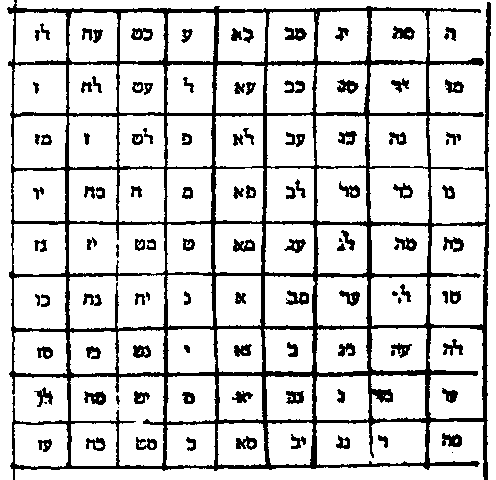 ה יג סב כא ע כט עח לז
מו יד סג כב עא ל עט לח ו
יה נה כג עב לא פ לט ז מז
נו כד סד לב פא מ ח מח יו
כה סה לג עג מא ט מט יז נז
סו לד עד מב א נ יח נח כו
לה עה מג ב נא י נט כז סז
עו מד ג נב יא ס יט סח לו
מה ד נג יב סא כ סט כח עז